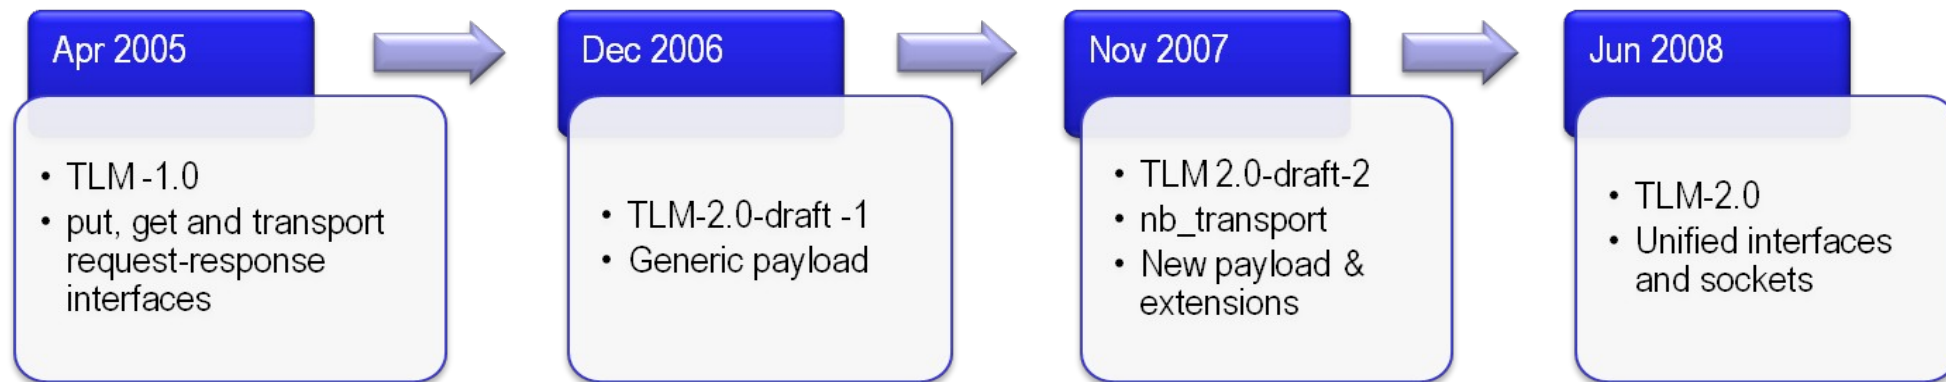 Apr 2005
• TLM -1.0
• put, get and transport
request-response
interfaces
Dec 2006
• TLM-2.0-draft -1
• Generic payload
Nov 2007
• TLM 2.0-draft-2
• nb_transport
• New payload &
extensions
Jun 2008
• TLM-2.0
• Unified interfaces
and sockets